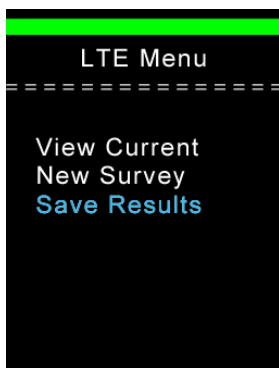 LTE Menu
===============
View Current
New Survey
Save Results